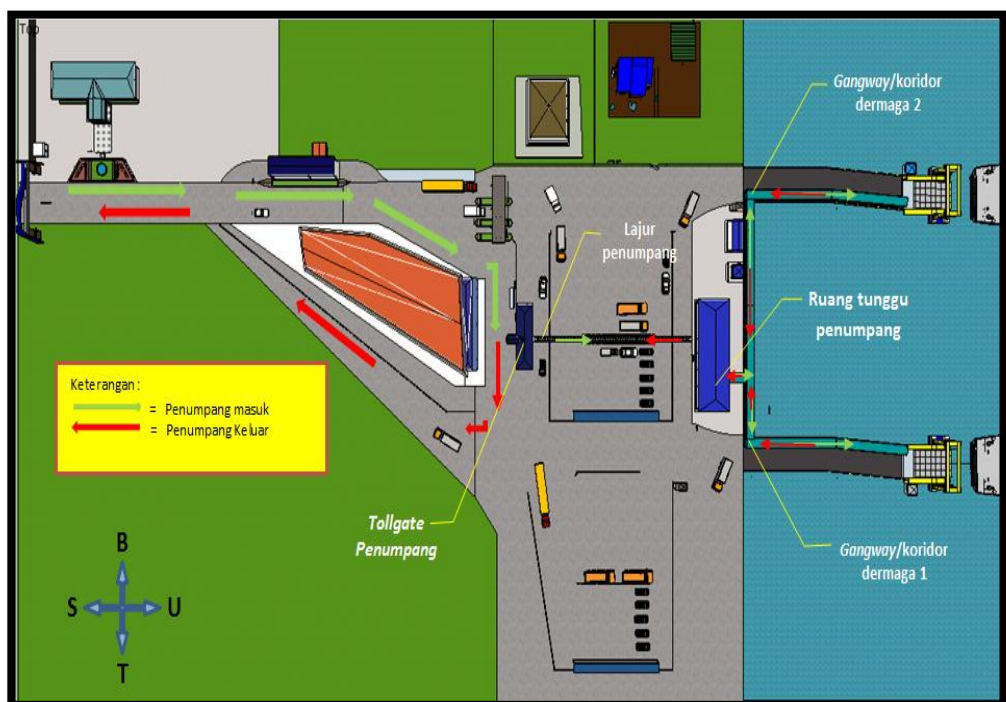 Top
Gangway/koridor
dermaga 2
Lajur
penumpang
Ruang tunggu
penumpang
Keterangan :
= Penumpang masuk
= Penumpang Keluar
Tollgate
Penumpang
Gangway/koridor
dermaga 1
B
S
U
T